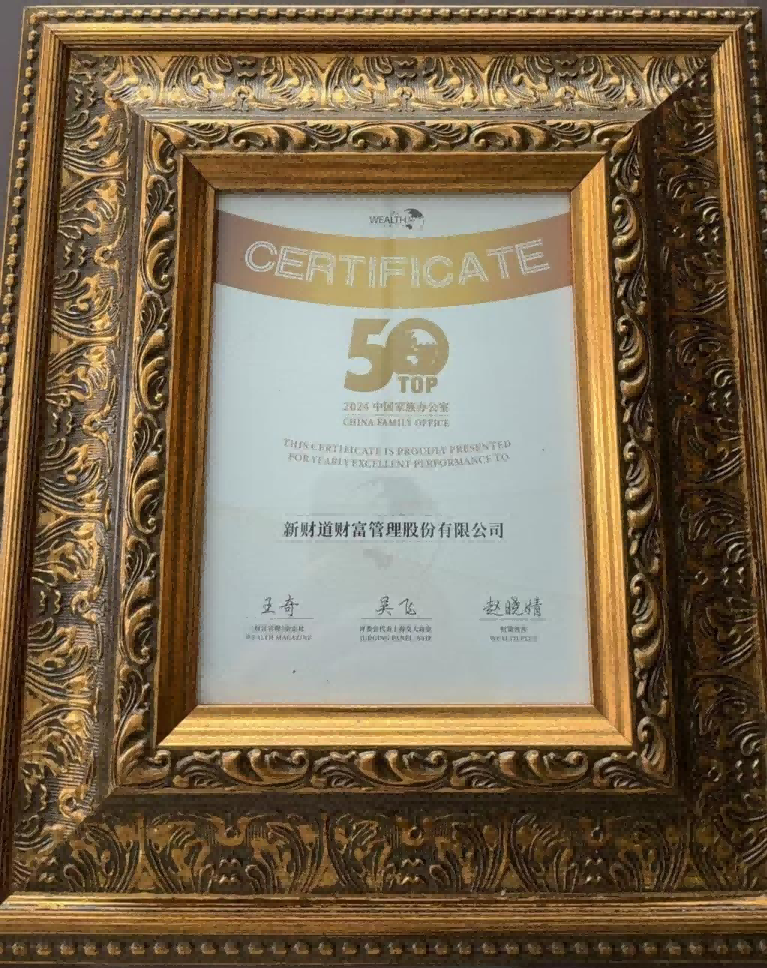 WEALTH
CERTIFICATE
50
TOP
2024 中国家族办公室
CHINA FAMILY OFFICE
THIS CERTIFICATE IS PROUDLY PRESENTED
FOR YEARLY EXCELLENT PERFORMANCE TO
新财道财富管理股份有限公司
王奇 吴飞 赵晓婧
WEALTH MAGAZINE JUDGING PANEL WEALTH PLUS